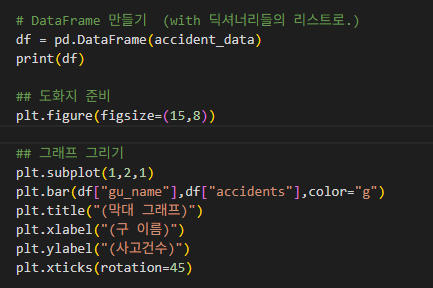 # DataFrame 만들기  (with 딕셔너리들의 리스트로.)
df = pd.DataFrame(accident_data)
print(df)
## 도화지 준비
plt.figure(figsize=(15,8))
## 그래프 그리기
plt.subplot(1,2,1)
plt.bar(df["gu_name"],df["accidents"],color="g")
plt.title("(막대 그래프)")
plt.xlabel("(구 이름)")
plt.ylabel("(사고건수)")
plt.xticks(rotation=45)